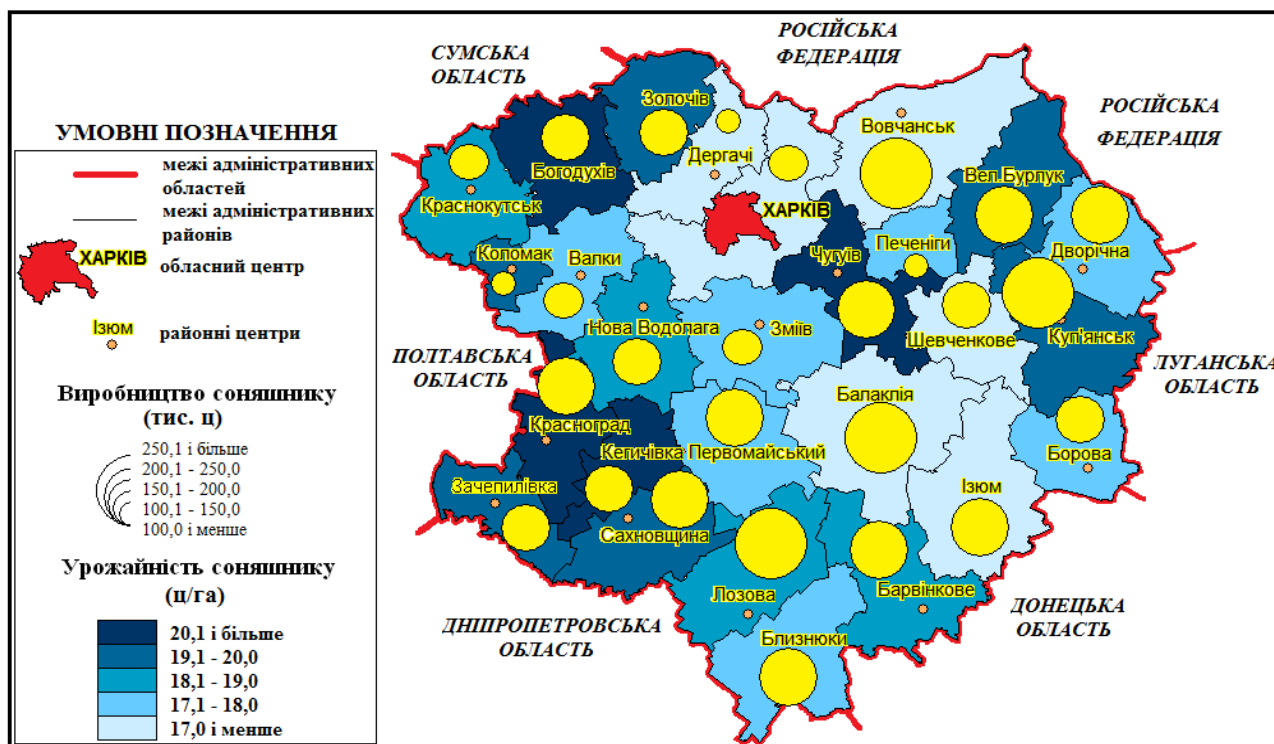 УМОВНІ ПОЗНАЧЕННЯ
межі адміністративних
областей
межі адміністративних
районів
ХАРКІВ
обласний центр
Ізюм
районні центри
Виробництво соняшнику
(тис. ц)
250,1 і більше
200,1 - 250,0
150,1 - 200,0
100,1 - 150,0
100,0 і менше
Урожайність соняшнику
(ц/га)
20,1 і більше
19,1 - 20,0
18,1 - 19,0
17,1 - 18,0
17,0 і менше
СУМСЬКА
ОБЛАСТЬ
РОСІЙСЬКА
ФЕДЕРАЦІЯ
РОСІЙСЬКА
ФЕДЕРАЦІЯ
Золочів
Вовчанськ
Дергачі
Богодухів
Вел.Бурлук
Краснокутськ
ХАРКІВ
Печеніги
Дворічна
Коломак
Валки
Чугуїв
Нова Водолага
Зміїв
Шевченкове
Куп'янськ
ПОЛТАВСЬКА
ОБЛАСТЬ
ЛУГАНСЬКА
ОБЛАСТЬ
Балаклія
Красноград
Кегичівка
Первомайський
Борова
Зачепилівка
Ізюм
Сахновщина
Лозова
Барвінкове
ДНІПРОПЕТРОВСЬКА
ОБЛАСТЬ
Близнюки
ДОНЕЦЬКА
ОБЛАСТЬ